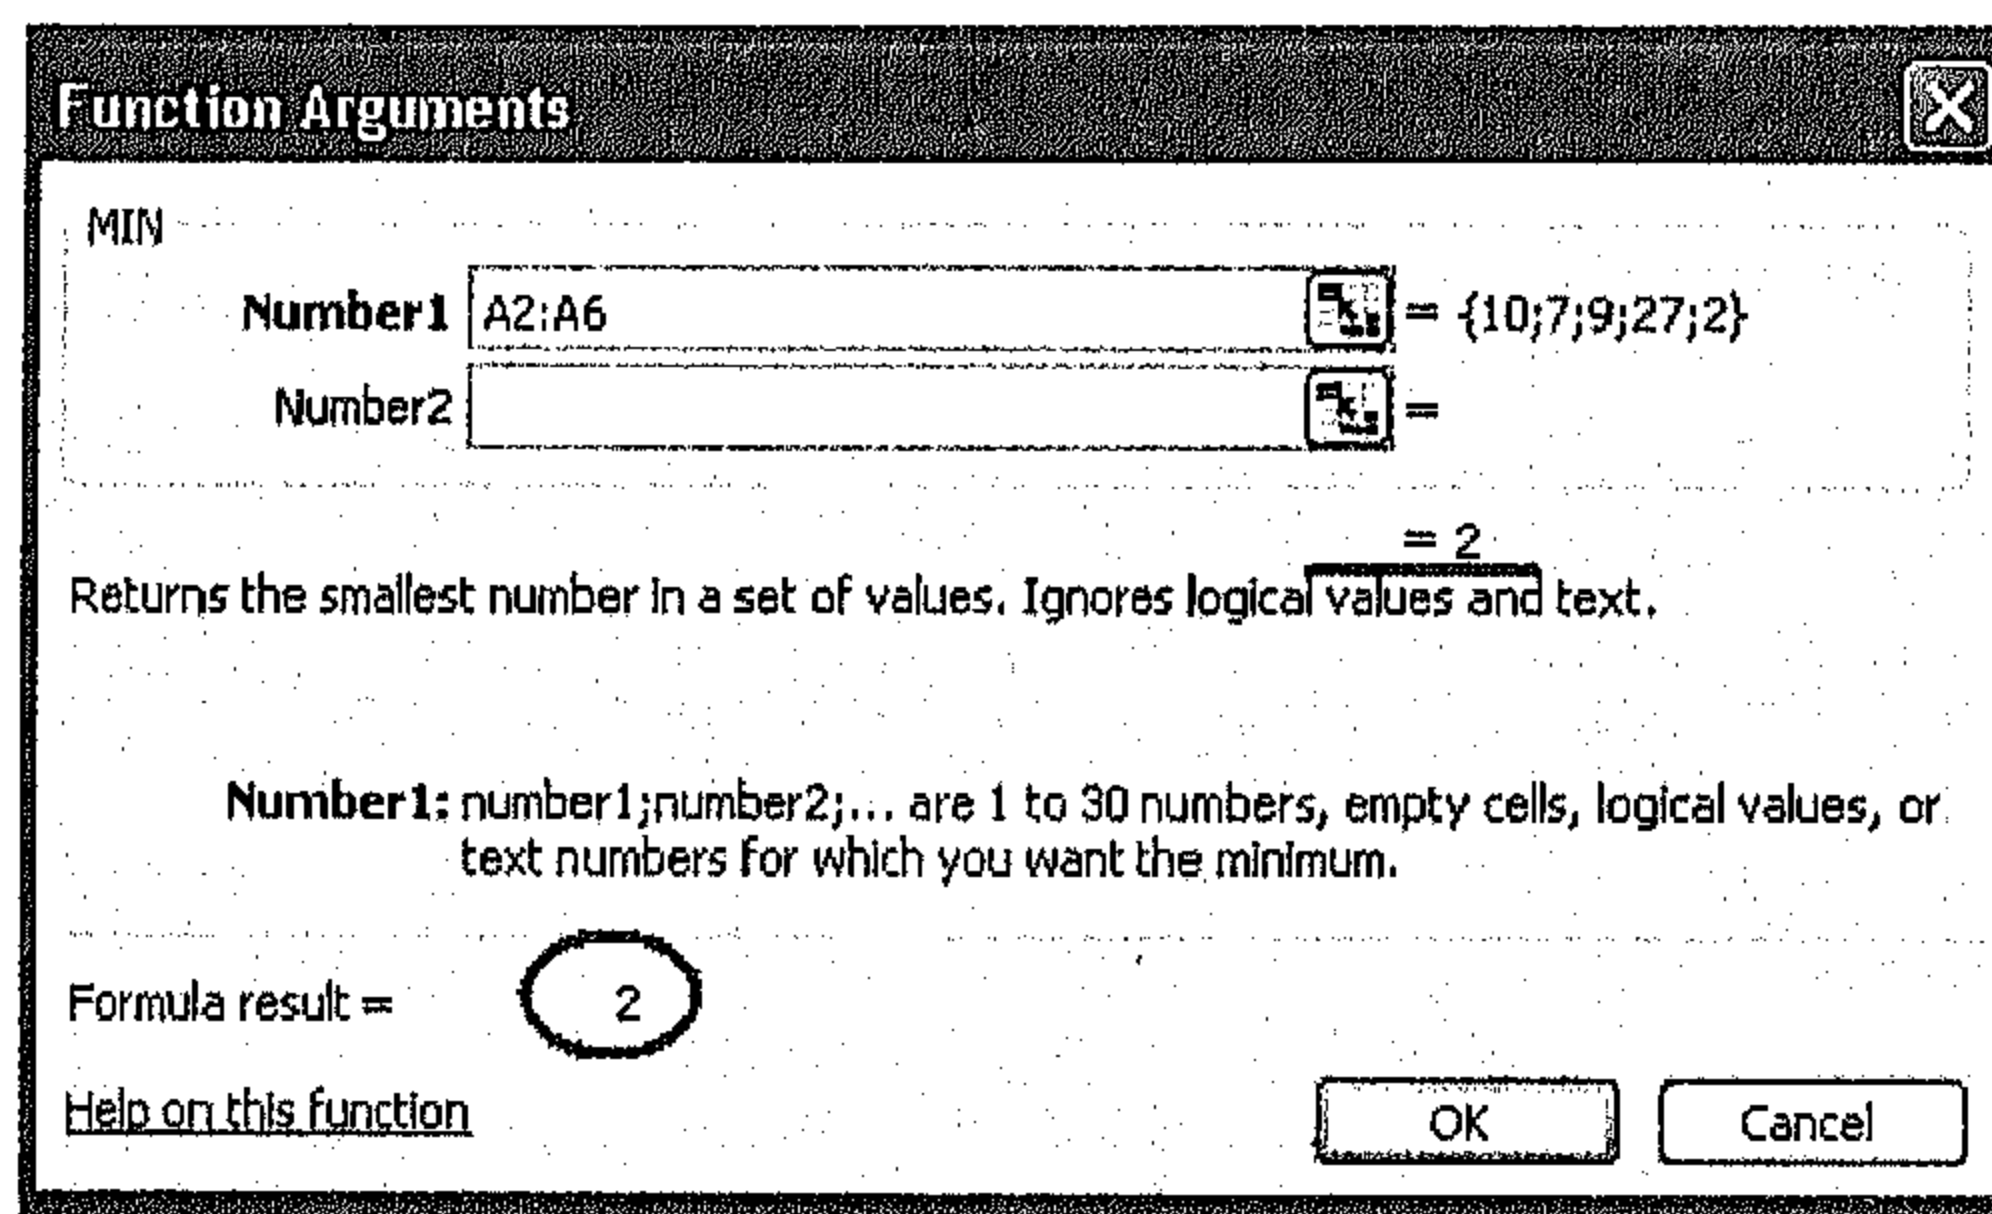 Function Arguments
MIN
Number1 A2:A6 = {10;7;9;27;2}
Number2 =
= 2
Returns the smallest number in a set of values. Ignores logical values and text.
Number1: number1;number2;... are 1 to 30 numbers, empty cells, logical values, or
text numbers for which you want the minimum.
Formula result = 2
Help on this function
OK Cancel